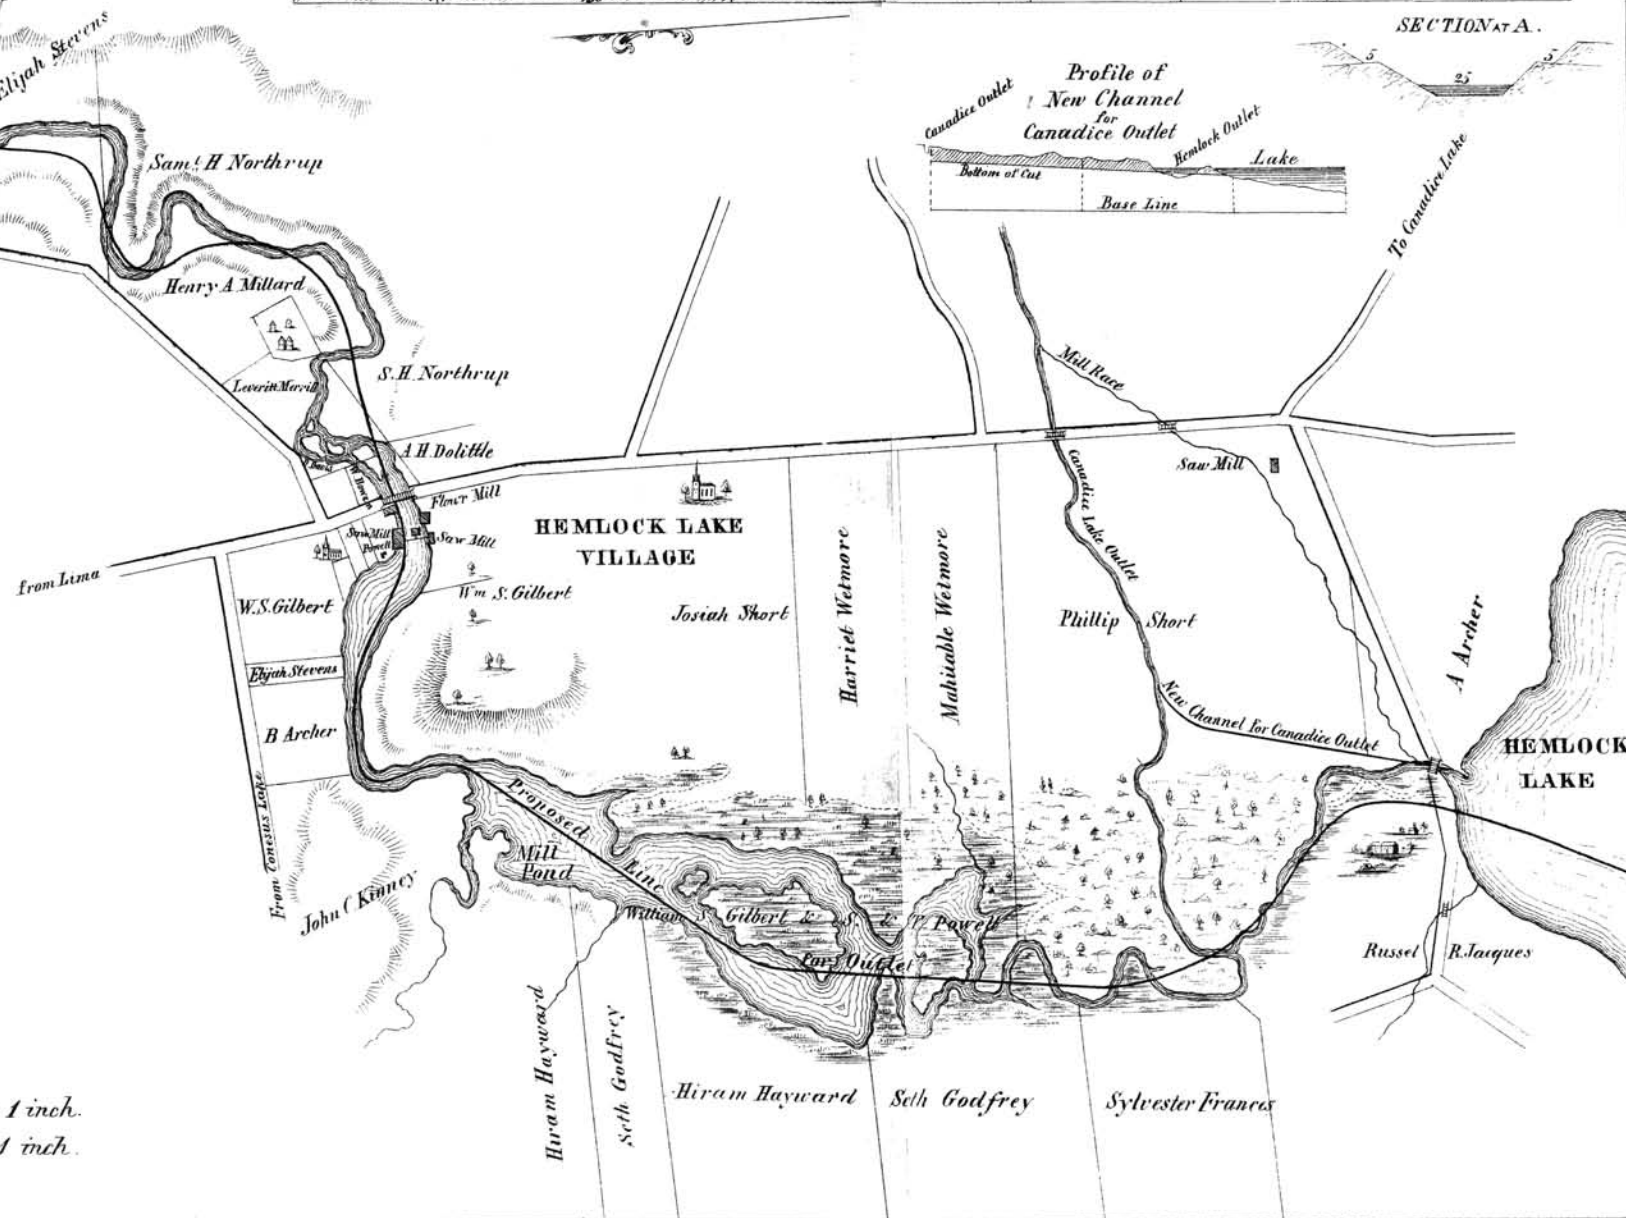 SECTION AT A.
5
25
5
Profile of
New Channel
for
Canadice Outlet
Canadice Outlet
Hemlock Outlet
Lake
Bottom of Cut
Base Line
To Canadice Lake
Elijah Stevens
Saml. H Northrup
Henry A Millard
S. H. Northrup
Leveritt Merrill
A H. Dolittle
Flour Mill
Saw Mill
Powell
Saw Mill
from Lima
HEMLOCK LAKE
VILLAGE
Mill Race
Saw Mill
Canadice Lake Outlet
W. S. Gilbert
Wm S. Gilbert
Josiah Short
Harriet Wetmore
Mahitable Wetmore
Phillip Short
A Archer
Elijah Stevens
B Archer
New Channel for Canadice Outlet
HEMLOCK
LAKE
From Conesus Lake
John C Kinney
Mill
Pond
Proposed Line for Outlet
William S. Gilbert & S. & T. Powell
Russel
R. Jacques
Hiram Hayward
Seth Godfrey
Hiram Hayward
Seth Godfrey
Sylvester Frances
1 inch.
1 inch.